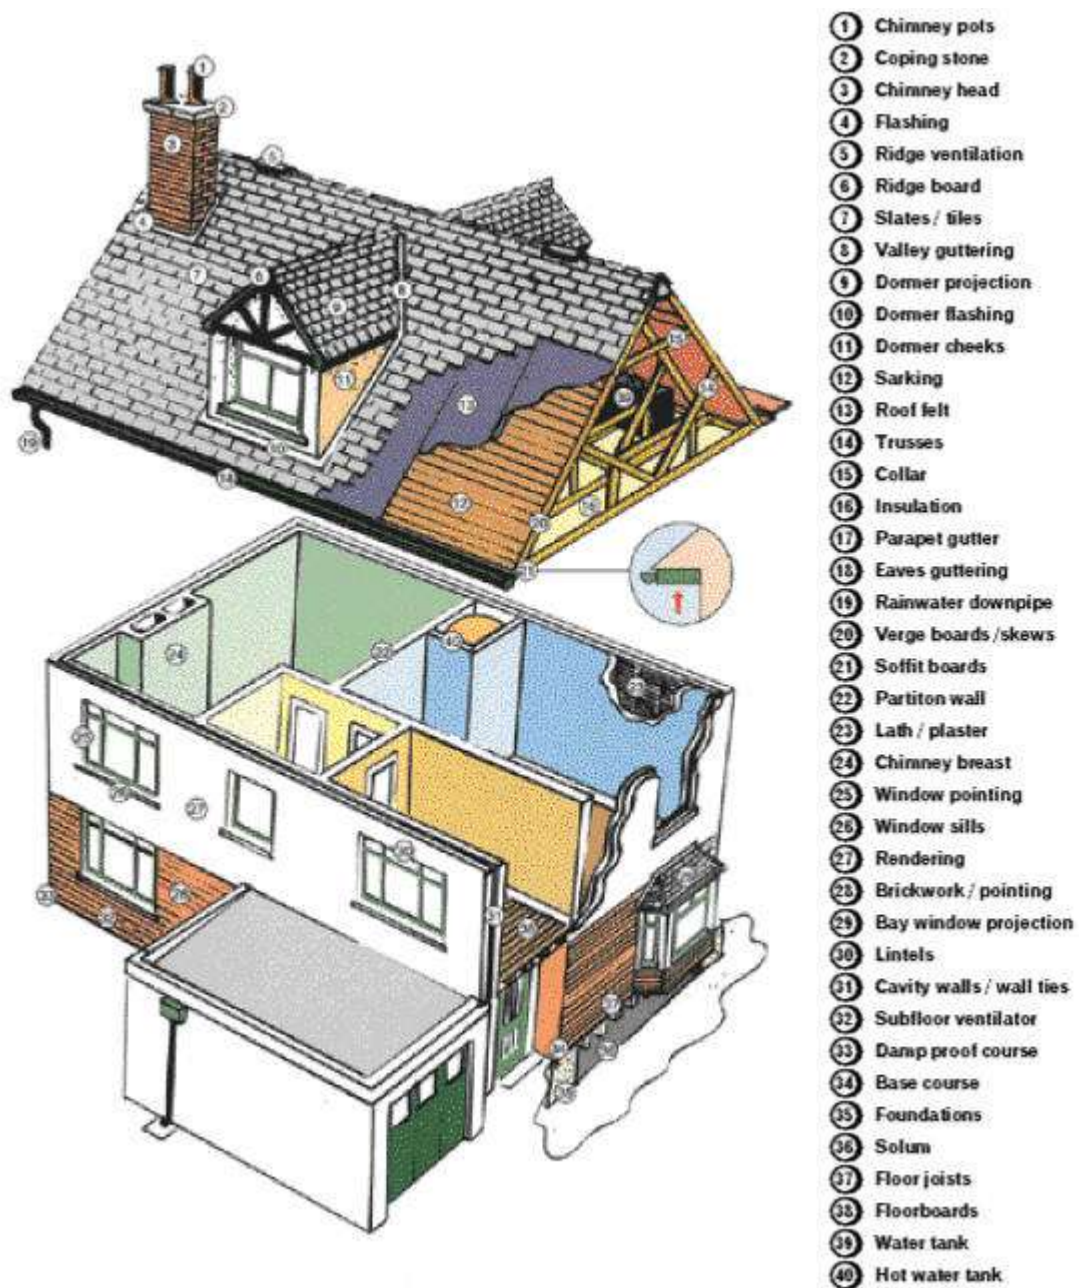 1 Chimney pots
2 Coping stone
3 Chimney head
4 Flashing
5 Ridge ventilation
6 Ridge board
7 Slates / tiles
8 Valley guttering
9 Dormer projection
10 Dormer flashing
11 Dormer cheeks
12 Sarking
13 Roof felt
14 Trusses
15 Collar
16 Insulation
17 Parapet gutter
18 Eaves guttering
19 Rainwater downpipe
20 Verge boards /skews
21 Soffit boards
22 Partiton wall
23 Lath / plaster
24 Chimney breast
25 Window pointing
26 Window sills
27 Rendering
28 Brickwork / pointing
29 Bay window projection
30 Lintels
31 Cavity walls / wall ties
32 Subfloor ventilator
33 Damp proof course
34 Base course
35 Foundations
36 Solum
37 Floor joists
38 Floorboards
39 Water tank
40 Hot water tank